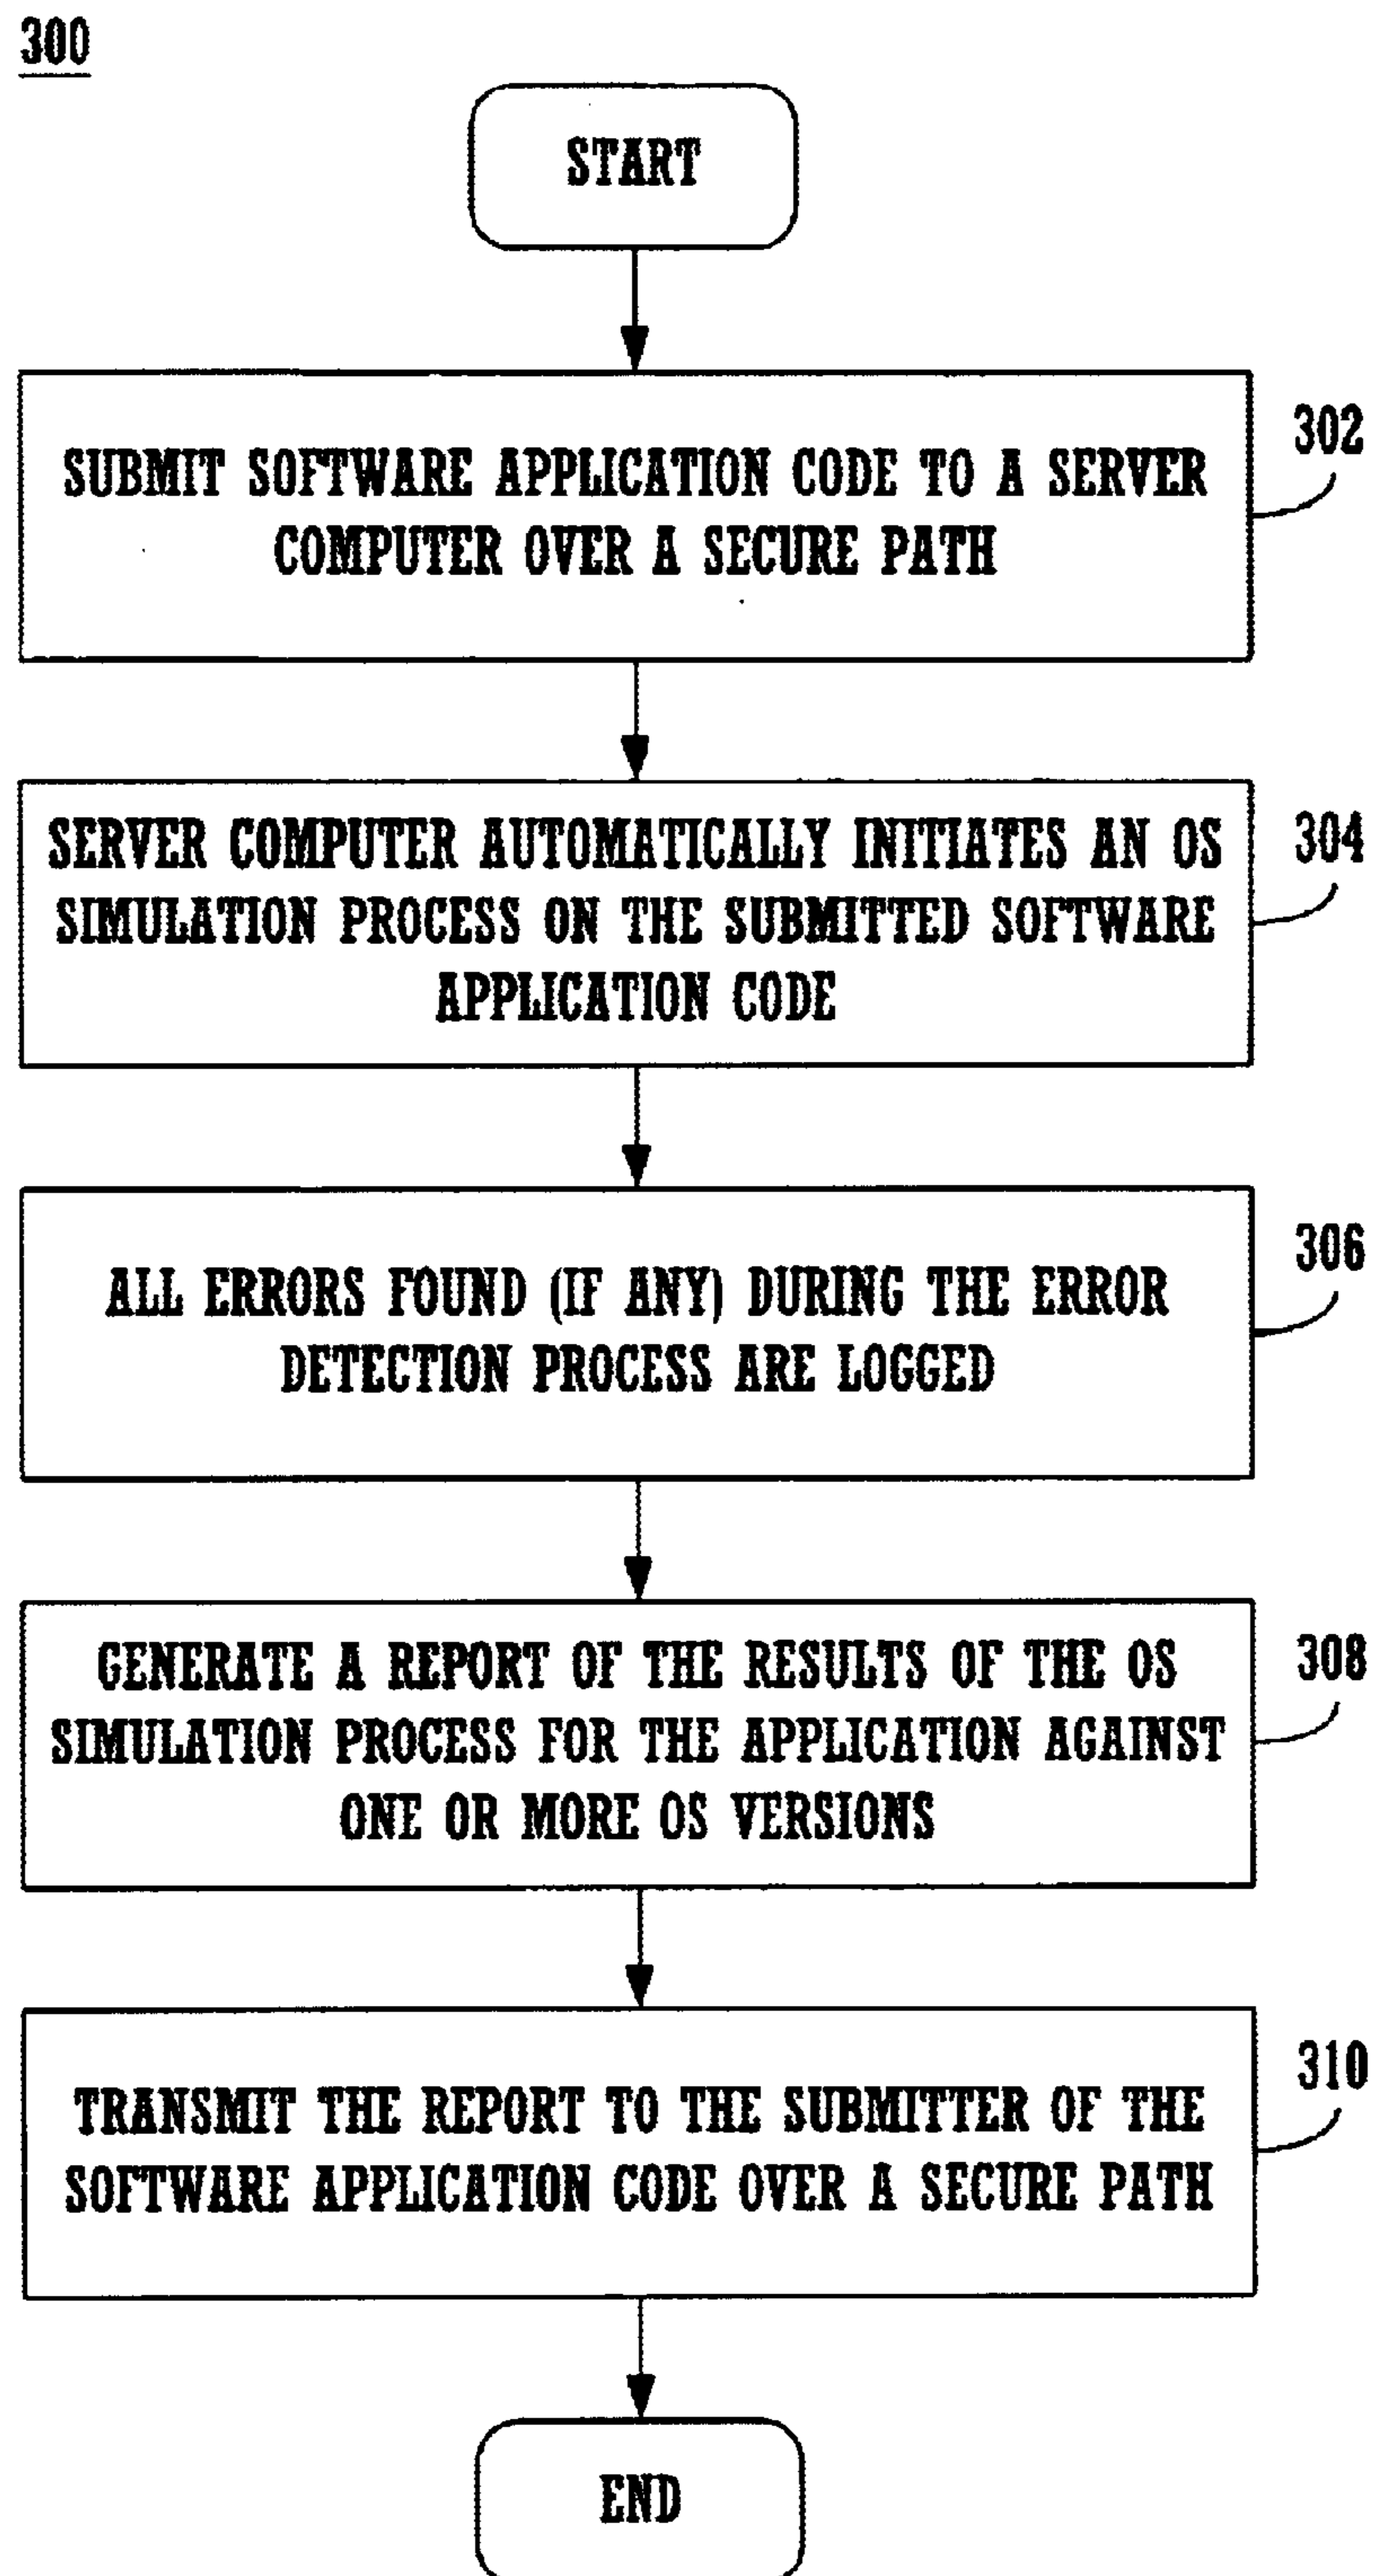 300
START
SUBMIT SOFTWARE APPLICATION CODE TO A SERVER
COMPUTER OVER A SECURE PATH
302
SERVER COMPUTER AUTOMATICALLY INITIATES AN OS
SIMULATION PROCESS ON THE SUBMITTED SOFTWARE
APPLICATION CODE
304
ALL ERRORS FOUND (IF ANY) DURING THE ERROR
DETECTION PROCESS ARE LOGGED
306
GENERATE A REPORT OF THE RESULTS OF THE OS
SIMULATION PROCESS FOR THE APPLICATION AGAINST
ONE OR MORE OS VERSIONS
308
TRANSMIT THE REPORT TO THE SUBMITTER OF THE
SOFTWARE APPLICATION CODE OVER A SECURE PATH
310
END